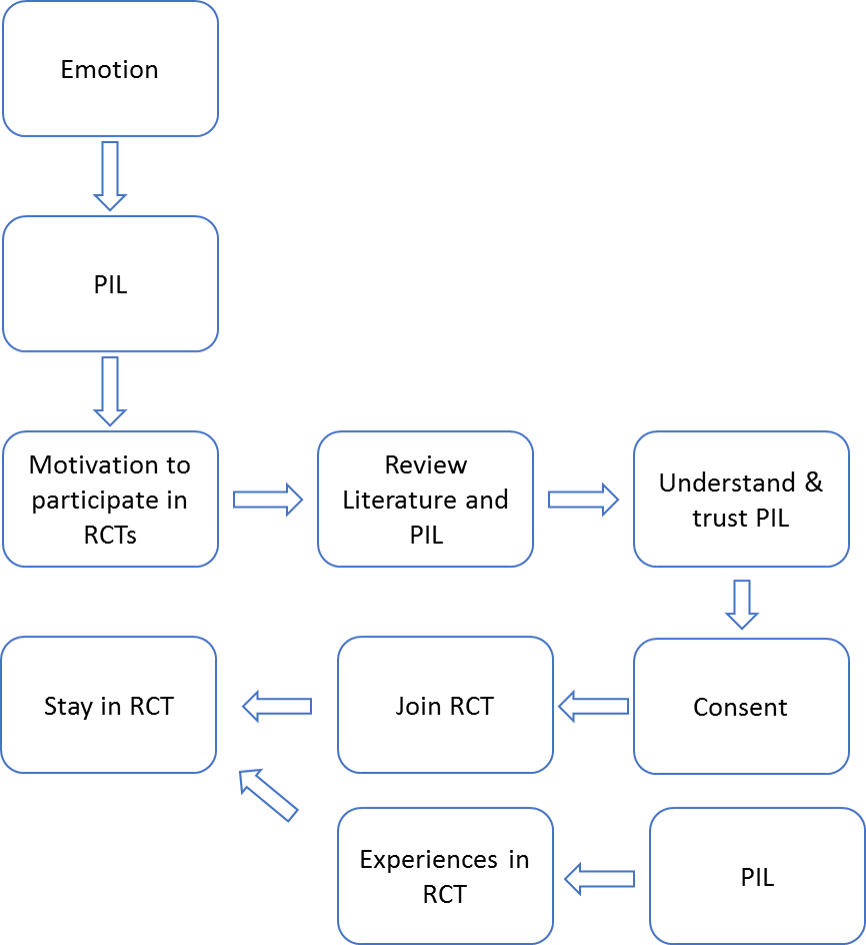 Emotion
PIL
Motivation to
participate in
RCTs
Review
Literature and
PIL
Understand &
trust PIL
Stay in RCT
Join RCT
Consent
Experiences in
RCT
PIL